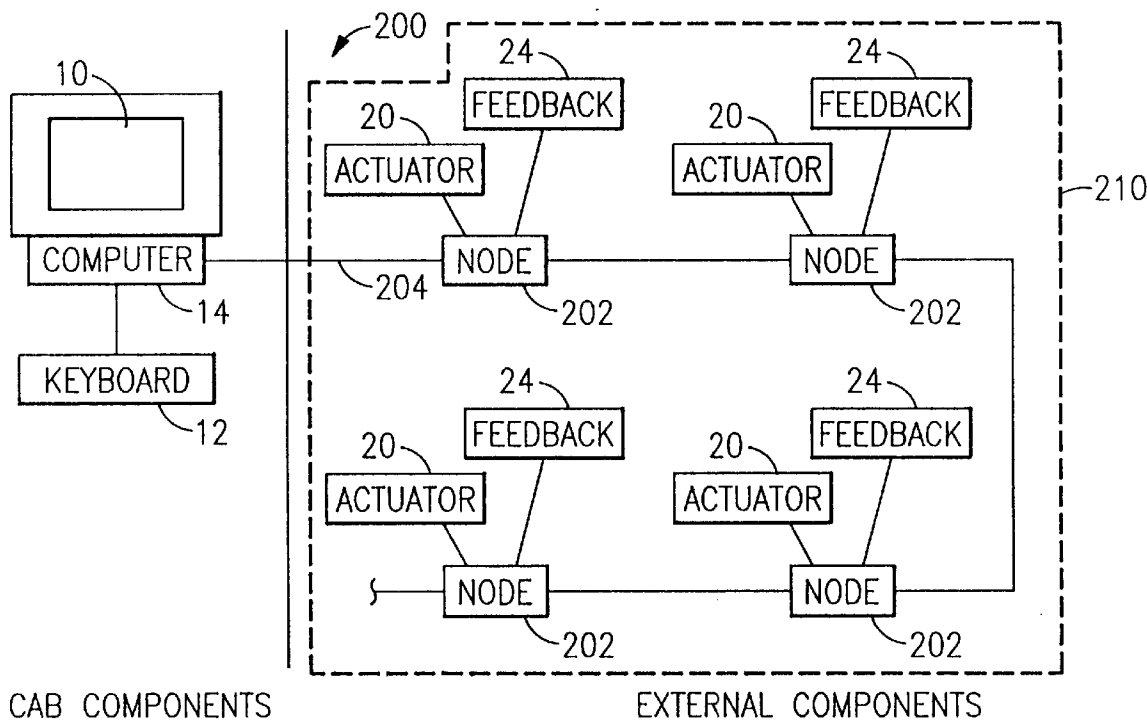 200
24
24
10
FEEDBACK
FEEDBACK
20
20
ACTUATOR
ACTUATOR
210
COMPUTER
NODE
NODE
204
14
202
202
KEYBOARD
12
24
24
FEEDBACK
FEEDBACK
20
20
ACTUATOR
ACTUATOR
NODE
NODE
202
202
CAB COMPONENTS
EXTERNAL COMPONENTS